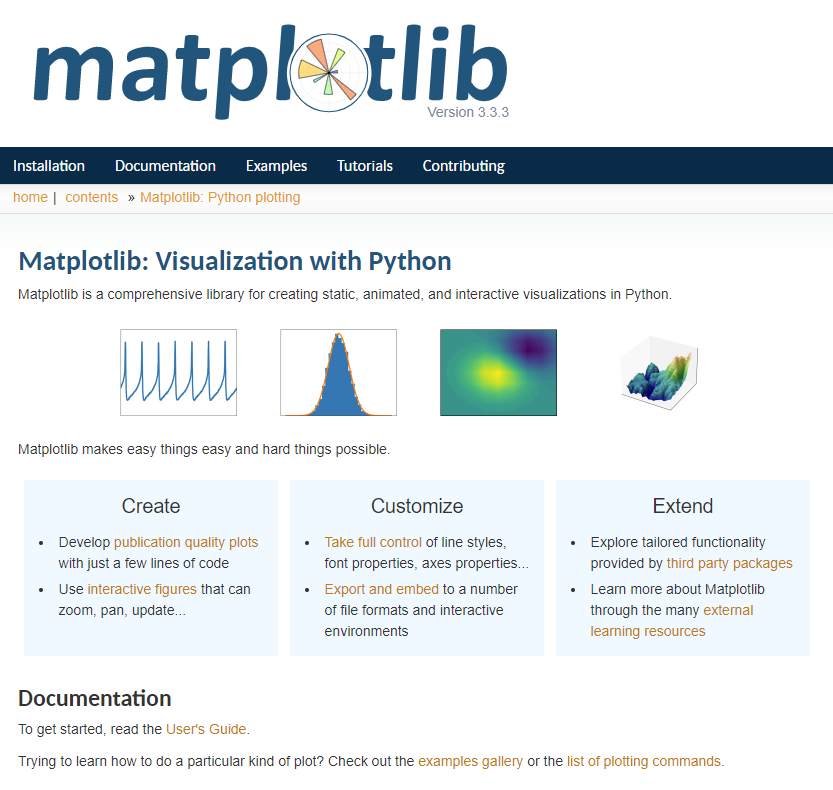 matplotlib
Version 3.3.3
Installation Documentation Examples Tutorials Contributing
home | contents » Matplotlib: Python plotting
Matplotlib: Visualization with Python
Matplotlib is a comprehensive library for creating static, animated, and interactive visualizations in Python.
Matplotlib makes easy things easy and hard things possible.
Create
• Develop publication quality plots
with just a few lines of code
• Use interactive figures that can
zoom, pan, update...
Customize
• Take full control of line styles,
font properties, axes properties...
• Export and embed to a number
of file formats and interactive
environments
Extend
• Explore tailored functionality
provided by third party packages
• Learn more about Matplotlib
through the many external
learning resources
Documentation
To get started, read the User's Guide.
Trying to learn how to do a particular kind of plot? Check out the examples gallery or the list of plotting commands.